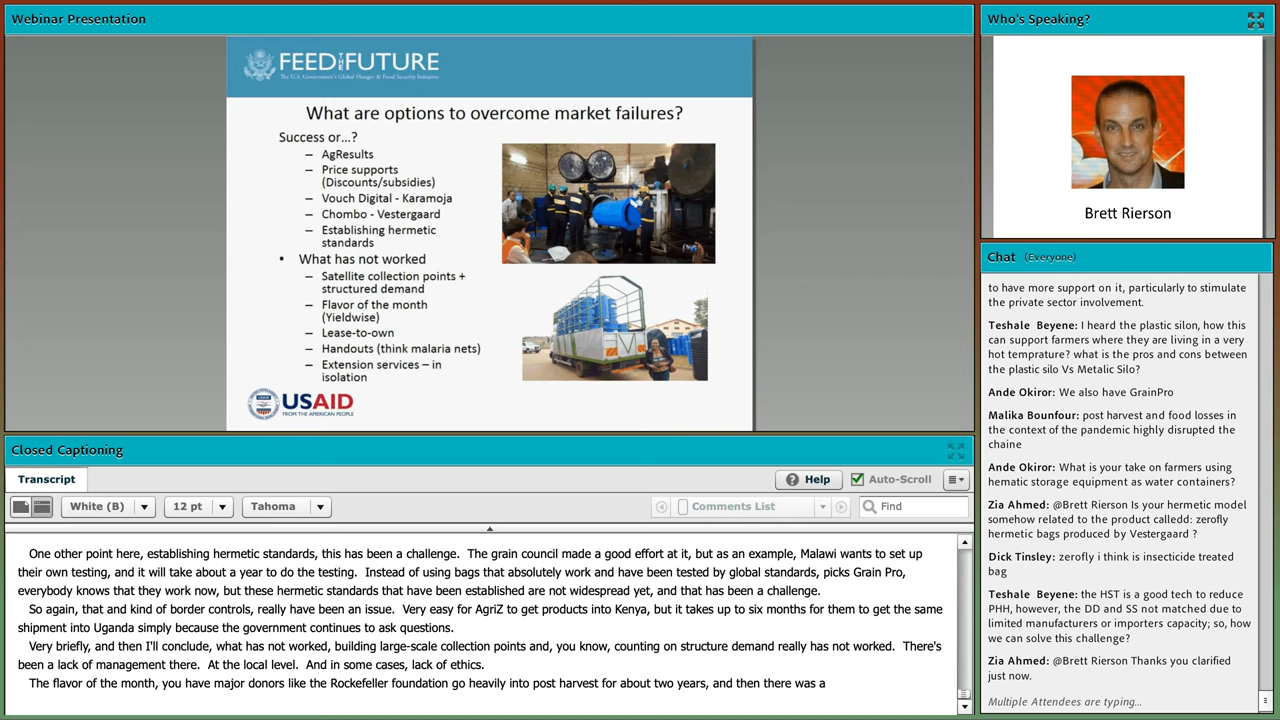 Webinar Presentation
FEED THE FUTURE
The U.S. Government's Global Hunger & Food Security Initiative
What are options to overcome market failures?
Success or...?
– AgResults
– Price supports
(Discounts/subsidies)
– Vouch Digital - Karamoja
– Chombo - Vestergaard
– Establishing hermetic
standards
• What has not worked
– Satellite collection points +
structured demand
– Flavor of the month
(Yieldwise)
– Lease-to-own
– Handouts (think malaria nets)
– Extension services – in
isolation
USAID
FROM THE AMERICAN PEOPLE
Who's Speaking?
Brett Rierson
Chat (Everyone)
to have more support on it, particularly to stimulate
the private sector involvement.
Teshale Beyene: I heard the plastic silon, how this
can support farmers where they are living in a very
hot temprature? what is the pros and cons between
the plastic silo Vs Metalic Silo?
Ande Okiror: We also have GrainPro
Malika Bounfour: post harvest and food losses in
the context of the pandemic highly disrupted the
chaine
Ande Okiror: What is your take on farmers using
hematic storage equipment as water containers?
Zia Ahmed: @Brett Rierson Is your hermetic model
somehow related to the product calledd: zerofly
hermetic bags produced by Vestergaard ?
Dick Tinsley: zerofly i think is insecticide treated
bag
Teshale Beyene: the HST is a good tech to reduce
PHH, however, the DD and SS not matched due to
limited manufacturers or importers capacity; so, how
we can solve this challenge?
Zia Ahmed: @Brett Rierson Thanks you clarified
just now.
Multiple Attendees are typing...
Closed Captioning
Transcript
Help
Auto-Scroll
White (B)
12 pt
Tahoma
Comments List
Find
One other point here, establishing hermetic standards, this has been a challenge. The grain council made a good effort at it, but as an example, Malawi wants to set up
their own testing, and it will take about a year to do the testing. Instead of using bags that absolutely work and have been tested by global standards, picks Grain Pro,
everybody knows that they work now, but these hermetic standards that have been established are not widespread yet, and that has been a challenge.
So again, that and kind of border controls, really have been an issue. Very easy for AgriZ to get products into Kenya, but it takes up to six months for them to get the same
shipment into Uganda simply because the government continues to ask questions.
Very briefly, and then I'll conclude, what has not worked, building large-scale collection points and, you know, counting on structure demand really has not worked. There's
been a lack of management there. At the local level. And in some cases, lack of ethics.
The flavor of the month, you have major donors like the Rockefeller foundation go heavily into post harvest for about two years, and then there was a